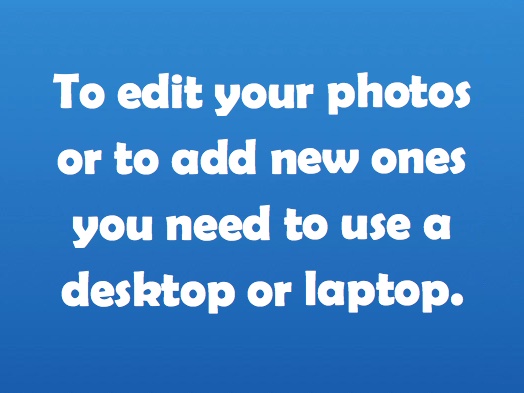 To edit your photos
or to add new ones
you need to use a
desktop or laptop.